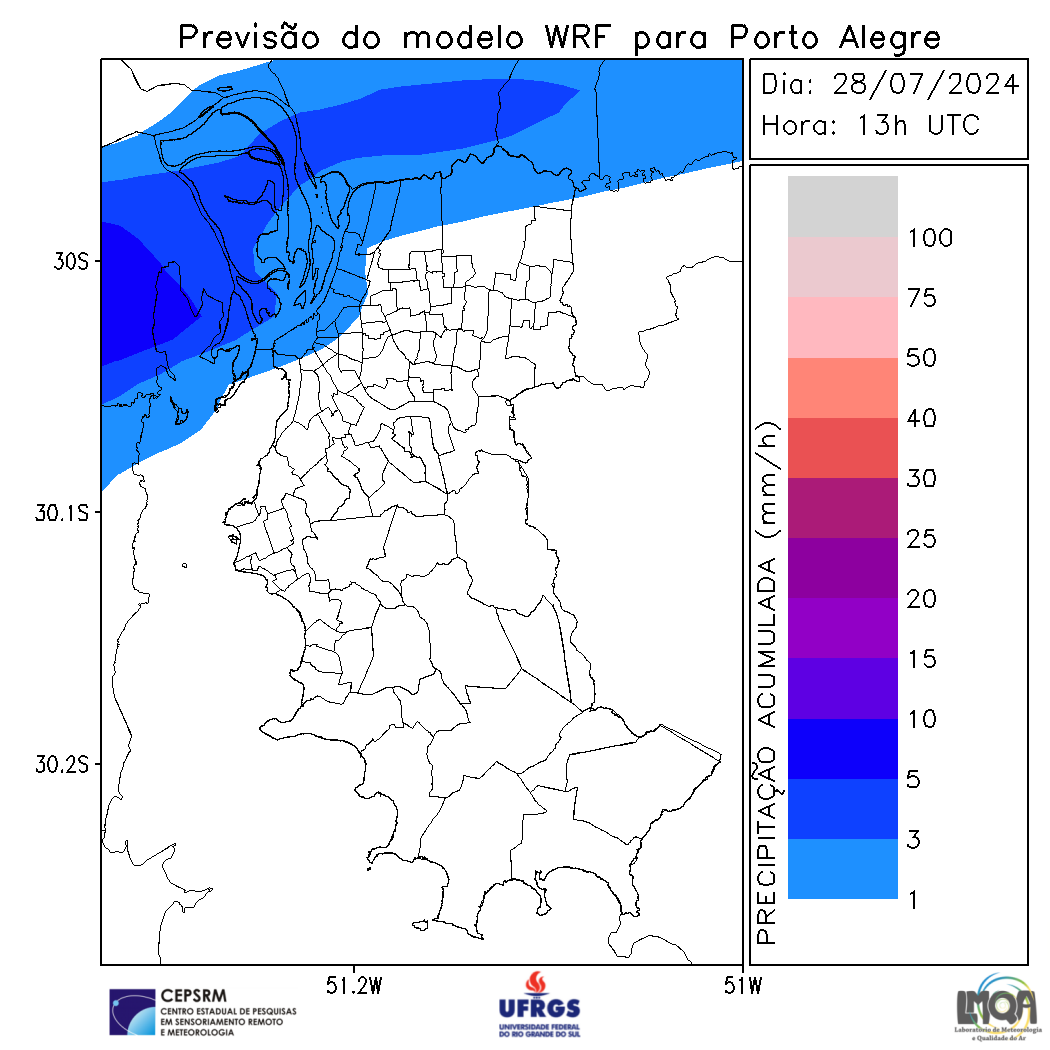 Previsão do modelo WRF para Porto Alegre
Dia: 28/07/2024
Hora: 13h UTC
30S
30.1S
30.2S
51.2W
51W
PRECIPITAÇÃO ACUMULADA (mm/h)
100
75
50
40
30
25
20
15
10
5
3
1
CEPSRM
CENTRO ESTADUAL DE PESQUISAS
EM SENSORIAMENTO REMOTO
E METEOROLOGIA
UFRGS
UNIVERSIDADE FEDERAL
DO RIO GRANDE DO SUL
LMQA
Laboratório de Meteorologia
e Qualidade do Ar